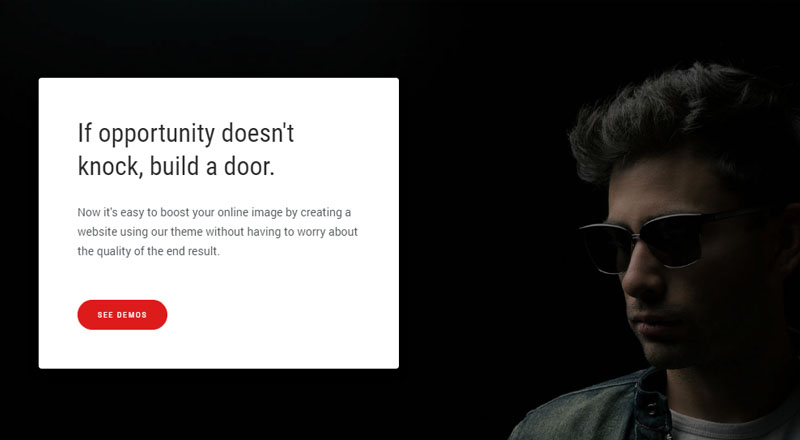 If opportunity doesn't
knock, build a door.
Now it's easy to boost your online image by creating a
website using our theme without having to worry about
the quality of the end result.
SEE DEMOS